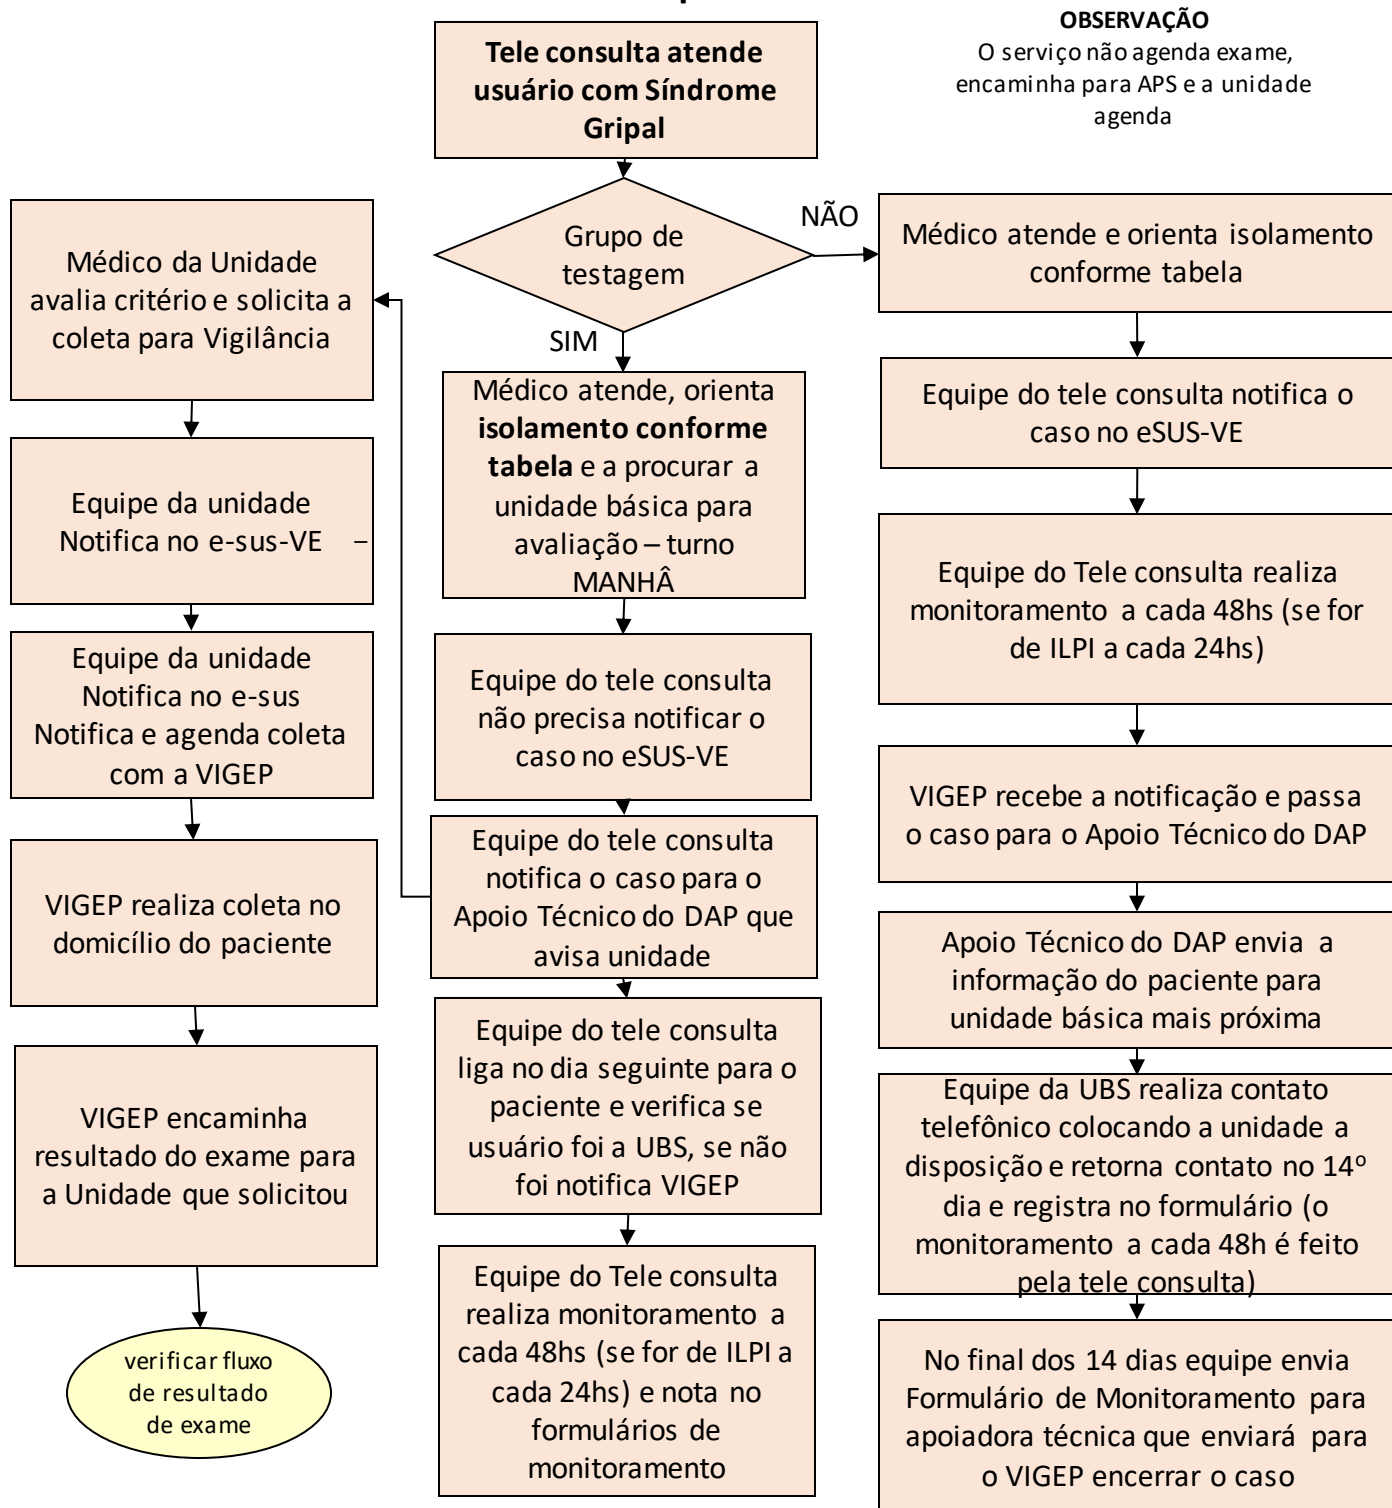 OBSERVAÇÃO
O serviço não agenda exame,
encaminha para APS e a unidade
agenda
Tele consulta atende
usuário com Síndrome
Gripal
Grupo de
testagem
NÃO
SIM
Médico atende, orienta
isolamento conforme
tabela e a procurar a
unidade básica para
avaliação – turno
MANHÂ
Equipe do tele consulta
não precisa notificar o
caso no eSUS-VE
Equipe do tele consulta
notifica o caso para o
Apoio Técnico do DAP que
avisa unidade
Equipe do tele consulta
liga no dia seguinte para o
paciente e verifica se
usuário foi a UBS, se não
foi notifica VIGEP
Equipe do Tele consulta
realiza monitoramento a
cada 48hs (se for de ILPI a
cada 24hs) e nota no
formulários de
monitoramento
Médico da Unidade
avalia critério e solicita a
coleta para Vigilância
Equipe da unidade
Notifica no e-sus-VE –
Equipe da unidade
Notifica no e-sus
Notifica e agenda coleta
com a VIGEP
VIGEP realiza coleta no
domicílio do paciente
VIGEP encaminha
resultado do exame para
a Unidade que solicitou
verificar fluxo
de resultado
de exame
Médico atende e orienta isolamento
conforme tabela
Equipe do tele consulta notifica o
caso no eSUS-VE
Equipe do Tele consulta realiza
monitoramento a cada 48hs (se for
de ILPI a cada 24hs)
VIGEP recebe a notificação e passa
o caso para o Apoio Técnico do DAP
Apoio Técnico do DAP envia a
informação do paciente para
unidade básica mais próxima
Equipe da UBS realiza contato
telefônico colocando a unidade a
disposição e retorna contato no 14º
dia e registra no formulário (o
monitoramento a cada 48h é feito
pela tele consulta)
No final dos 14 dias equipe envia
Formulário de Monitoramento para
apoiadora técnica que enviará para
o VIGEP encerrar o caso